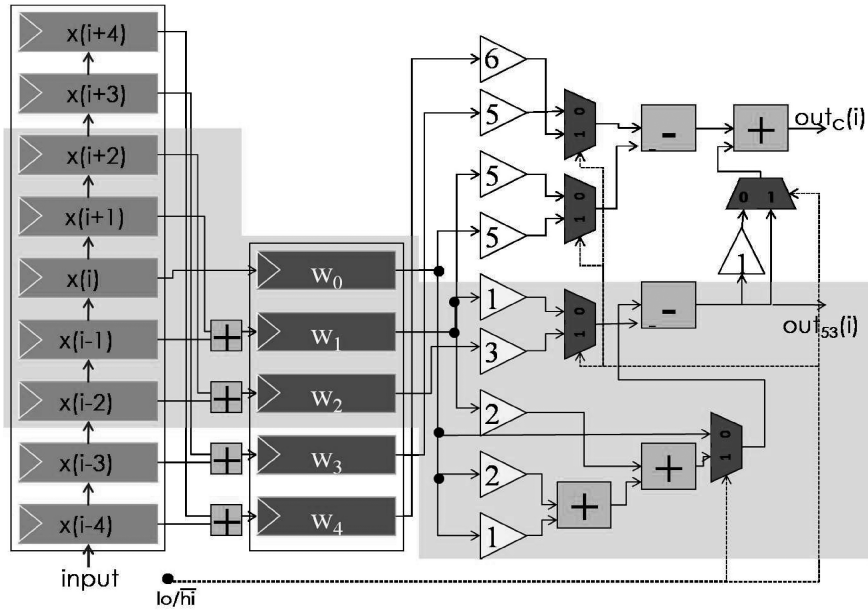 x(i+4)
x(i+3)
x(i+2)
x(i+1)
x(i)
x(i-1)
x(i-2)
x(i-3)
x(i-4)
input
lo/h̅i̅
+
+
+
+
w₀
w₁
w₂
w₃
w₄
6
5
5
5
1
3
2
2
1
1 0
1 0
1 0
1 0
+
+
-
-
-
+
outC(i)
0 1
1
-
-
out₅₃(i)